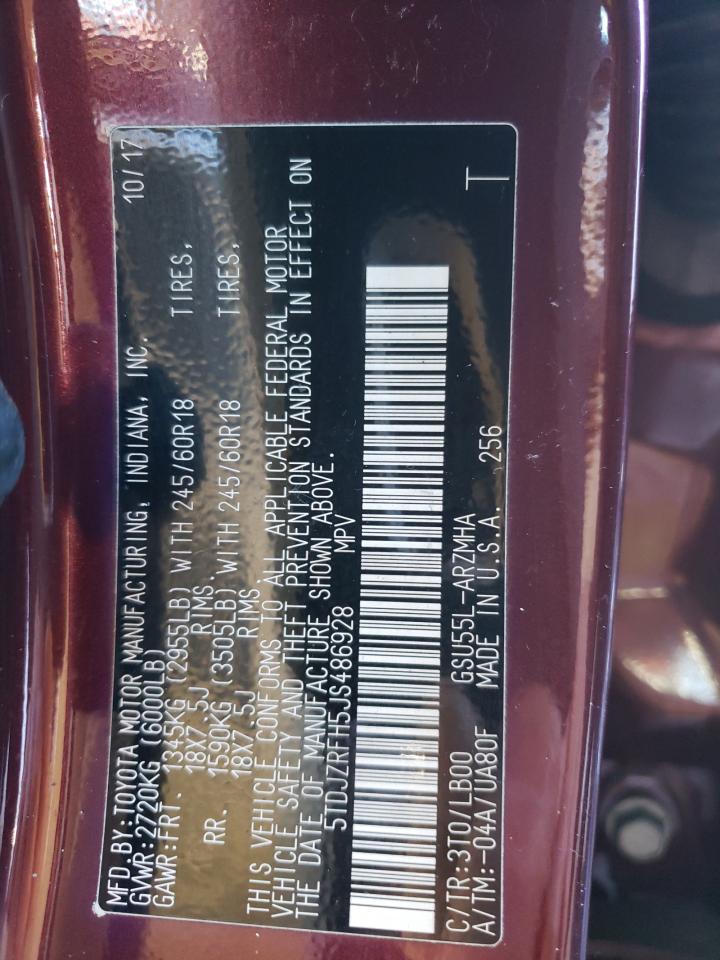 MFD.BY:TOYOTA MOTOR MANUFACTURING, INDIANA, INC. 10/17
GVWR:2720KG (6000LB)
GAWR:FRT. 1345KG (2955LB) WITH 245/60R18 TIRES,
18X7.5J RIMS.
RR. 1590KG (3505LB) WITH 245/60R18 TIRES,
18X7.5J RIMS.
THIS VEHICLE CONFORMS TO ALL APPLICABLE FEDERAL MOTOR
VEHICLE SAFETY AND THEFT PREVENTION STANDARDS IN EFFECT ON
THE DATE OF MANUFACTURE SHOWN ABOVE.
5TDJZRFH5JS486928 MPV
C/TR:3T0/LB00 GSU55L-ARZMHA
A/TM:-04A/UA80F MADE IN U.S.A. 256 T